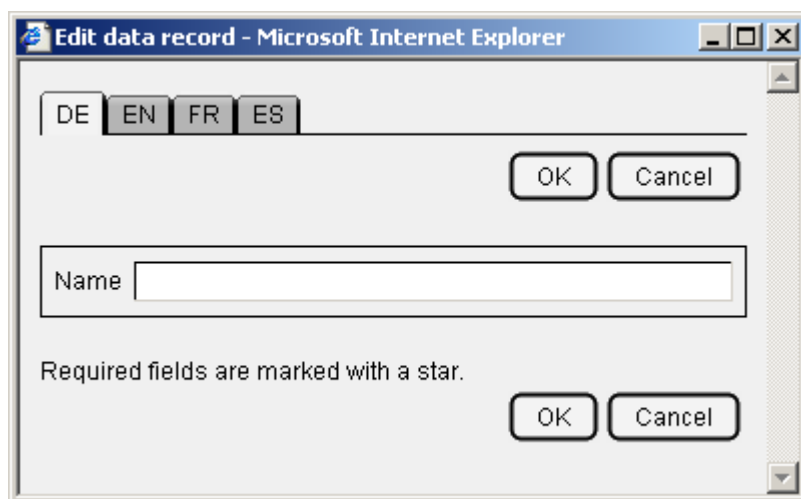 Edit data record - Microsoft Internet Explorer
DE EN FR ES
OK Cancel
Name
Required fields are marked with a star.
OK Cancel